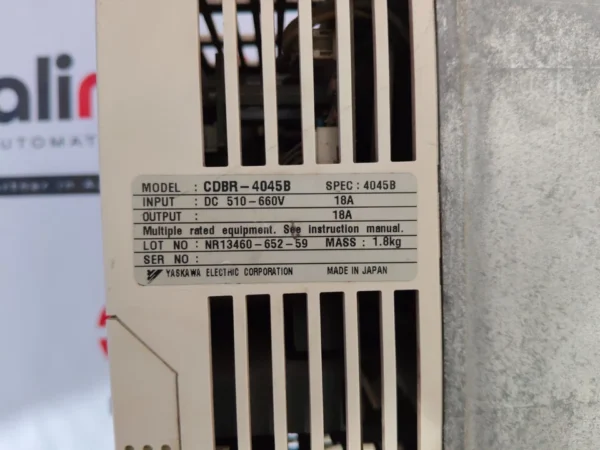 ali
AUTOMAT
MODEL : CDBR-4045B SPEC: 4045B
INPUT : DC 510-660V 18A
OUTPUT : 18A
Multiple rated equipment. See instruction manual.
LOT NO : NR13460-652-59 MASS: 1.8kg
SER NO :
YASKAWA ELECTRIC CORPORATION MADE IN JAPAN